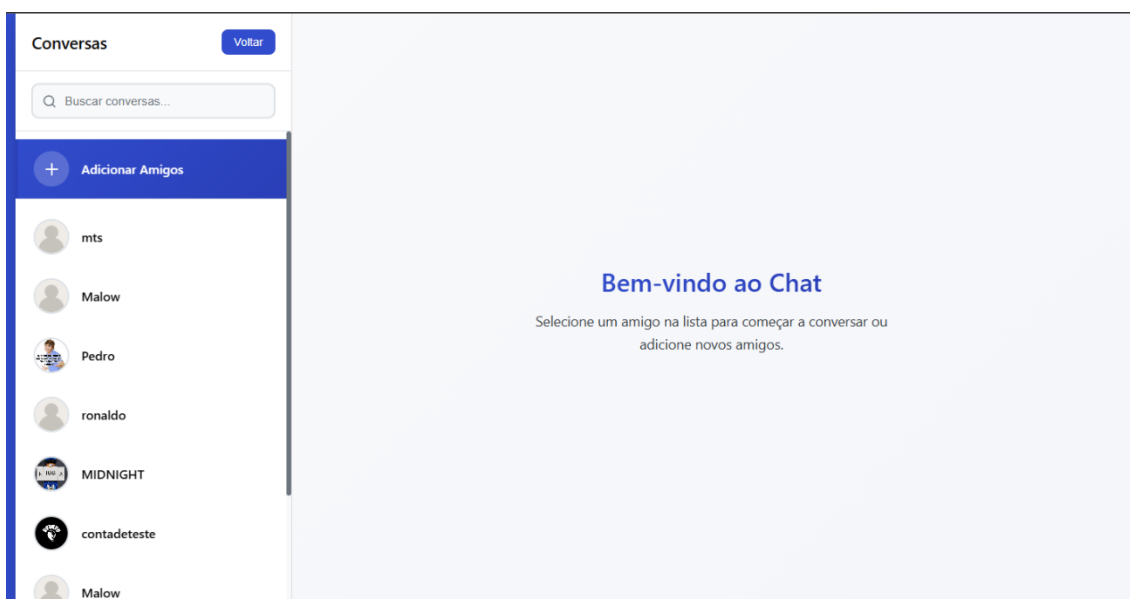 Conversas
Voltar
Buscar conversas...
Adicionar Amigos
mts
Malow
Pedro
ronaldo
MIDNIGHT
contadeteste
Malow
Bem-vindo ao Chat
Selecione um amigo na lista para começar a conversar ou
adicione novos amigos.